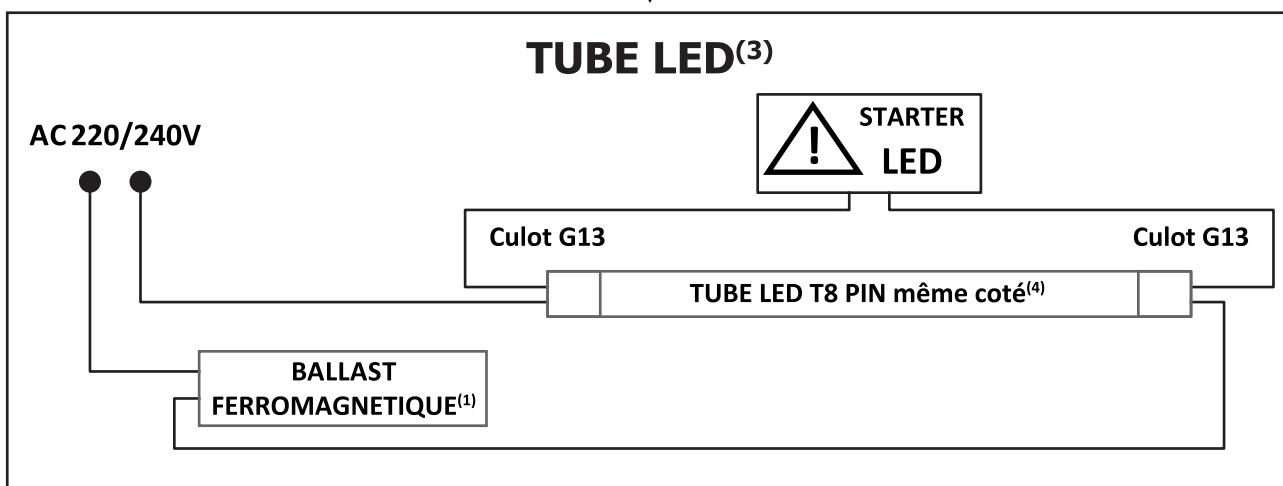 TUBE LED(3)
AC 220/240V
STARTER
LED
!
Culot G13
Culot G13
TUBE LED T8 PIN même coté(4)
BALLAST
FERROMAGNETIQUE(1)